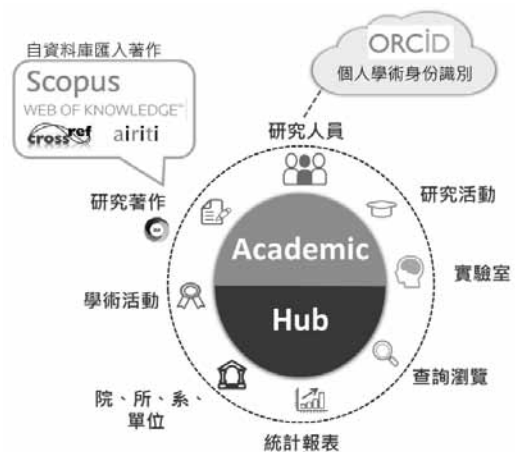 自資料庫匯入著作
Scopus
WEB OF KNOWLEDGE
crossref
airiti
ORCID
個人學術身份識別
研究人員
研究著作
研究活動
Academic
Hub
實驗室
學術活動
查詢瀏覽
院、所、系、
單位
統計報表